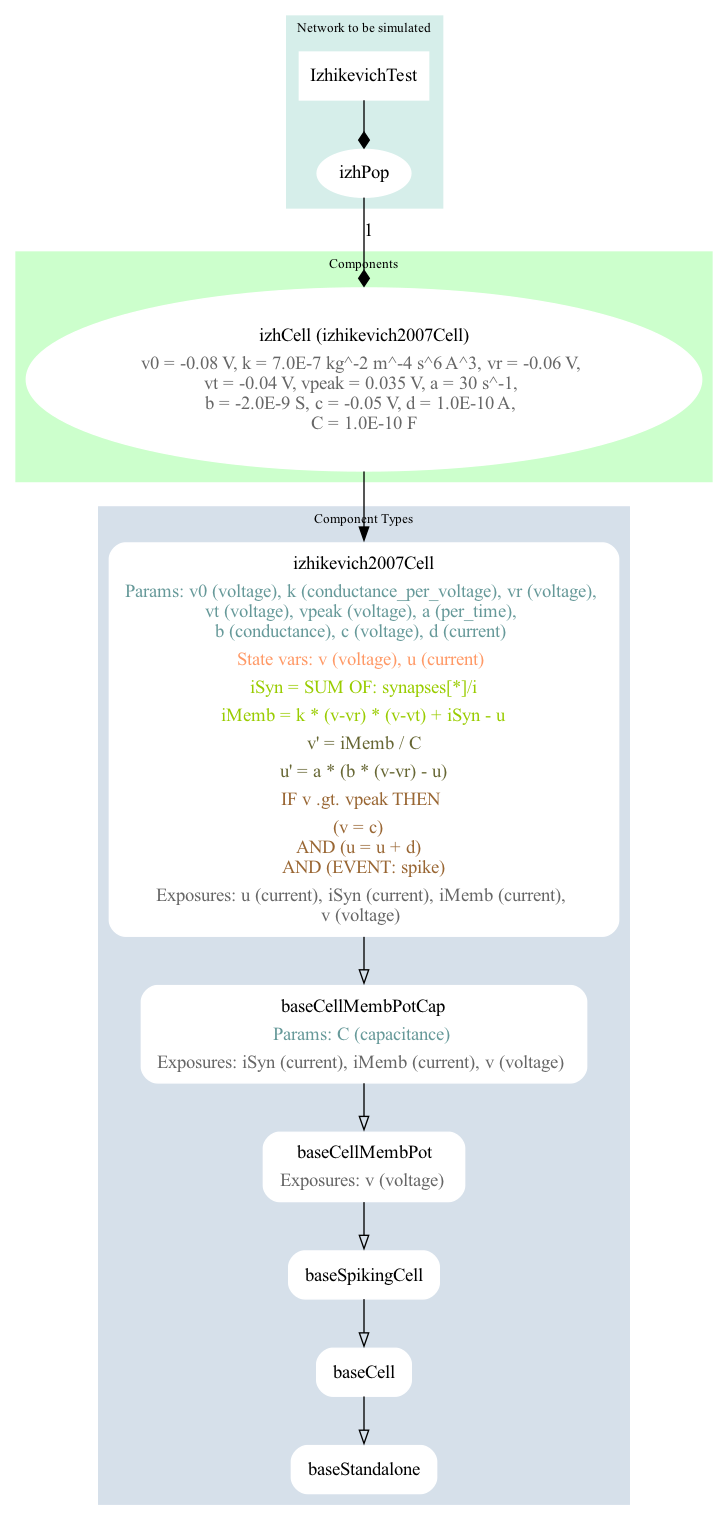 Network to be simulated
IzhikevichTest
izhPop
1
Components
izhCell (izhikevich2007Cell)
v0 = -0.08 V, k = 7.0E-7 kg^-2 m^-4 s^6 A^3, vr = -0.06 V,
vt = -0.04 V, vpeak = 0.035 V, a = 30 s^-1,
b = -2.0E-9 S, c = -0.05 V, d = 1.0E-10 A,
C = 1.0E-10 F
Component Types
izhikevich2007Cell
Params: v0 (voltage), k (conductance_per_voltage), vr (voltage),
vt (voltage), vpeak (voltage), a (per_time),
b (conductance), c (voltage), d (current)
State vars: v (voltage), u (current)
iSyn = SUM OF: synapses[*]/i
iMemb = k * (v-vr) * (v-vt) + iSyn - u
v' = iMemb / C
u' = a * (b * (v-vr) - u)
IF v .gt. vpeak THEN
(v = c)
AND (u = u + d)
AND (EVENT: spike)
Exposures: u (current), iSyn (current), iMemb (current),
v (voltage)
baseCellMembPotCap
Params: C (capacitance)
Exposures: iSyn (current), iMemb (current), v (voltage)
baseCellMembPot
Exposures: v (voltage)
baseSpikingCell
baseCell
baseStandalone